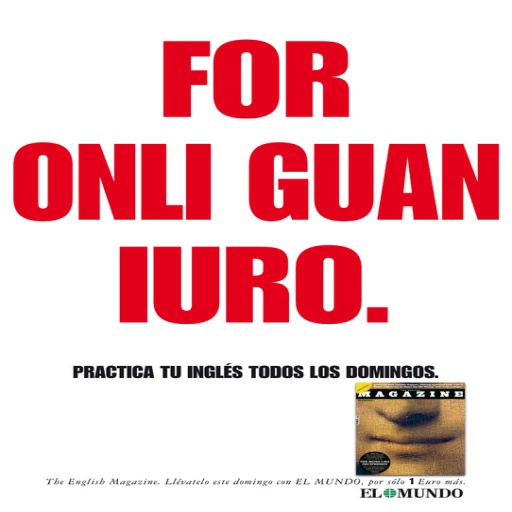 FOR
ONLI GUAN
IURO.
PRACTICA TU INGLÉS TODOS LOS DOMINGOS.
MAGAZINE
The English Magazine. Llévatelo este domingo con EL MUNDO, por sólo 1 Euro más.
EL MUNDO